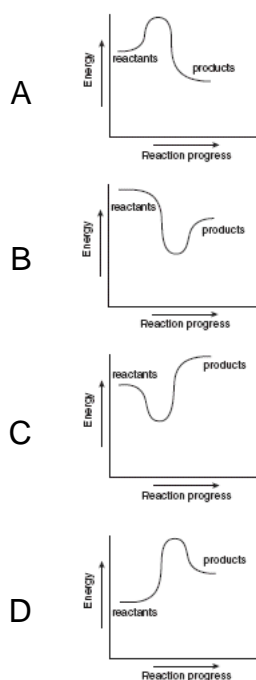 A
Energy
reactants
products
Reaction progress
B
Energy
reactants
products
Reaction progress
C
Energy
reactants
products
Reaction progress
D
Energy
reactants
products
Reaction progress